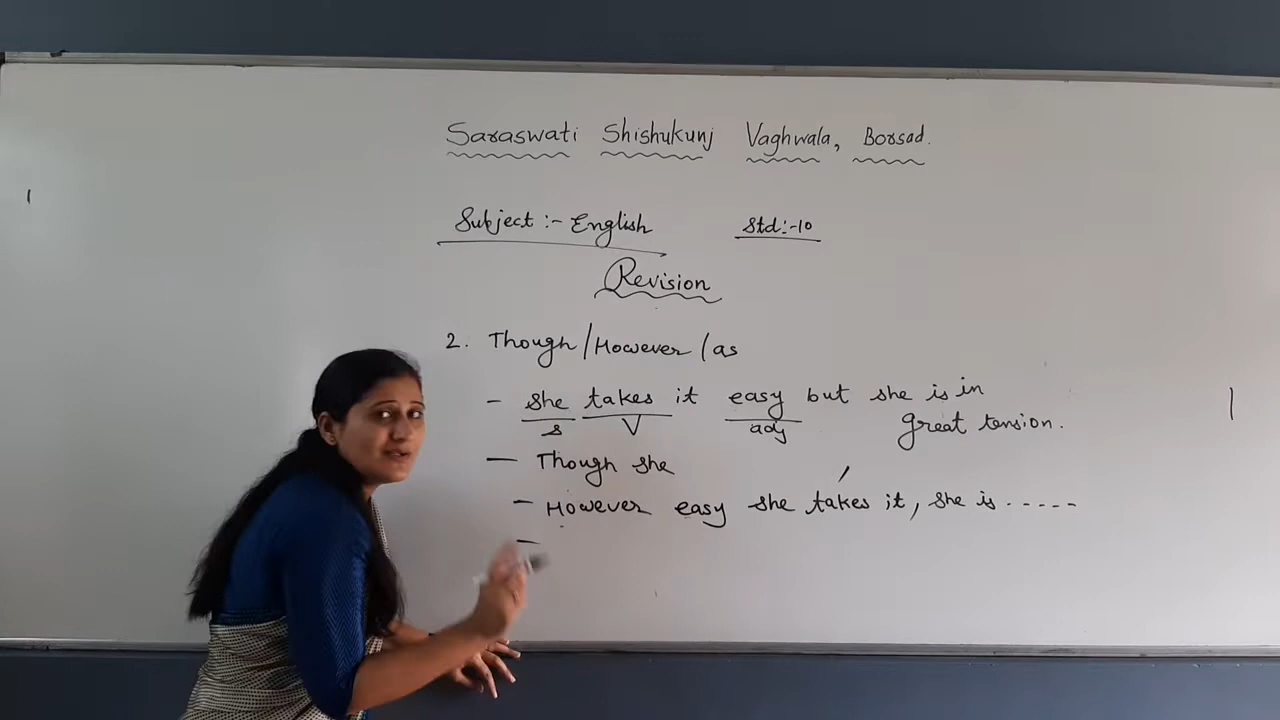 Saraswati Shishukunj Vaghwala, Borsad.
Subject :- English Std:-10
Revision
2. Though/However/as
- she takes it easy but she is in
great tension.
s V adj
- Though she
- However easy she takes it, she is .....
-